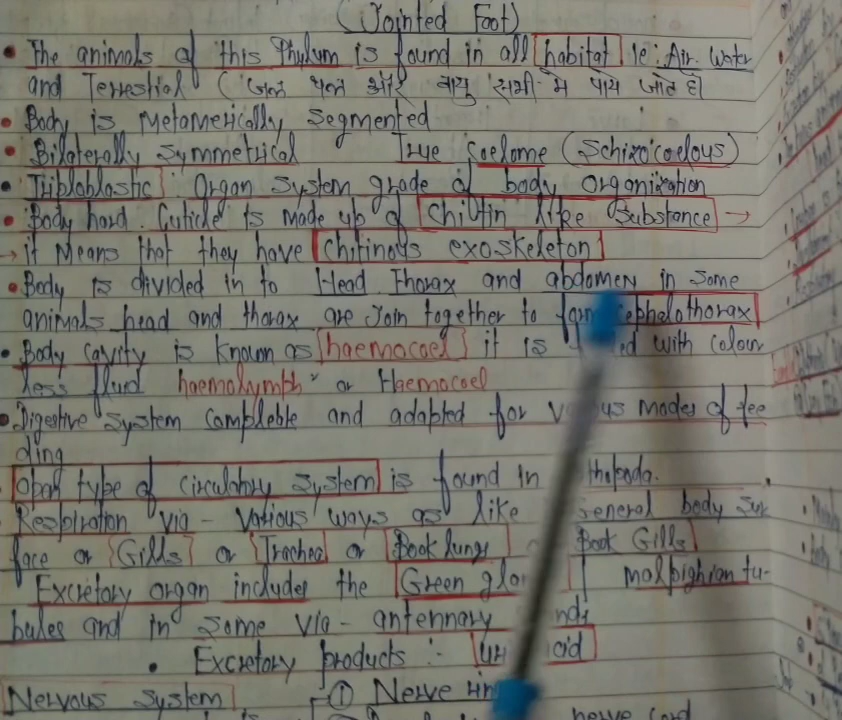 (Jointed Foot)
• The animals of this Phylum is found in all habitat ie: Air. Water
and Terrestial ( जल थल और वायु सभी में पाये जाते है)
• Body is Metamerically segmented
• Bilaterally symmetrical True Coelome (Schizocoelous)
• Triploblastic Organ system grade of body organization
• Body hard. Cuticle is made up of Chiltin like Substance →
→ it Means that they have chitinous exoskeleton
• Body is divided in to Head Thorax and abdomen in some
animals head and thorax are Join together to form cephalothorax
• Body cavity is known as haemocoel it is with colour
less fluid haemolymph or Haemocoel
• Digestive system complete and adapted for modes of fee
ding
Open type of circulatory system is found in
Respiration via - Various ways as like General body sur
face or Gills or Trachea or Book lungs Book Gills
Excretory organ includes the Green malpighian tu-
bules and in some via - antennary
• Excretory products :-
Nervous System ① Nerve
nerve cord